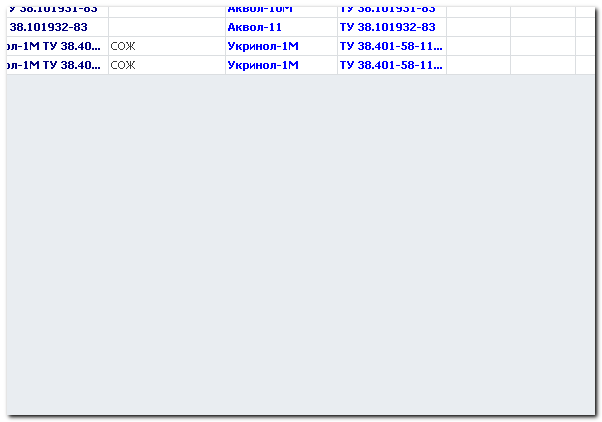 У 38.101931-83 Аквол-10М ТУ 38.101931-83
38.101932-83 Аквол-11 ТУ 38.101932-83
ол-1М ТУ 38.40... СОЖ Укринол-1М ТУ 38.401-58-11...
ол-1М ТУ 38.40... СОЖ Укринол-1М ТУ 38.401-58-11...